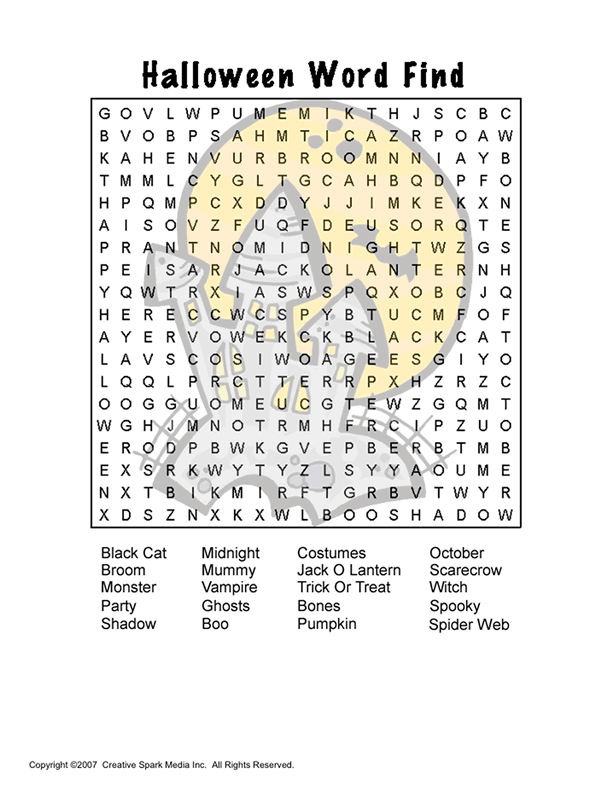 Halloween Word Find
G O V L W P U M E M I K T H J S C B C
B V O B P S A H M T I C A Z R P O A W
K A H E N V U R B R O O M N N I A Y B
T M M L C Y G L T G C A H B Q D P F O
H P Q M P C X D D Y J J I M K E K X N
A I S O V Z F U Q F D E U S O R Q T E
P R A N T N O M I D N I G H T W Z G S
P E I S A R J A C K O L A N T E R N H
Y Q W T R X I A S W S P Q X O B C J Q
H E R E C C W C S P Y B T U C M F O F
A Y E R V O W E K C K B L A C K C A T
L A V S C O S I W O A G E E S G I Y O
L Q Q L P R C T T E R R P X H Z R Z C
O O G G U O M E U C G T E W Z G Q M T
W G H J M N O T R M H F R C I P Z U O
E R O D P B W K G V E P B E R B T M B
E X S R K W Y T Y Z L S Y Y A O U M E
N X T B I K M I R F T G R B V T W Y R
X D S Z N X K X W L B O O S H A D O W
Black Cat Midnight Costumes October
Broom Mummy Jack O Lantern Scarecrow
Monster Vampire Trick Or Treat Witch
Party Ghosts Bones Spooky
Shadow Boo Pumpkin Spider Web
Copyright ©2007 Creative Spark Media Inc. All Rights Reserved.